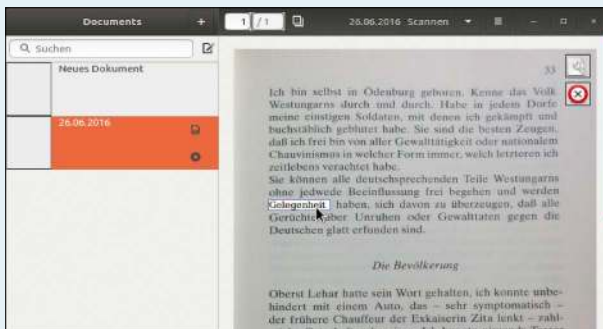 Documents + 1 / 1 26.06.2016 Scannen
Suchen
Neues Dokument
26.06.2016
33
Ich bin selbst in Ödenburg geboren. Kenne das Volk
Westungarns durch und durch. Habe in jedem Dorfe
meine einstigen Soldaten, mit denen ich gekämpft und
buchstäblich geblutet habe. Sie sind die besten Zeugen,
daß ich frei bin von aller Gewalttätigkeit oder nationalem
Chauvinismus in welcher Form immer, welch letzteren ich
zeitlebens verachtet habe.
Sie können alle deutschsprechenden Teile Westungarns
ohne jedwede Beeinflussung frei begehen und werden
Gelegenheit haben, sich davon zu überzeugen, daß alle
Gerüchte über Unruhen oder Gewalttaten gegen die
Deutschen glatt erfunden sind.
Die Bevölkerung
Oberst Lehar hatte sein Wort gehalten, ich konnte unbe-
hindert mit einem Auto, das – sehr symptomatisch –
der frühere Chauffeur der Exkaiserin Zita lenkt – zahl-